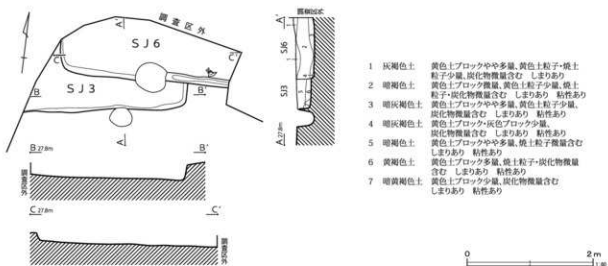 調査区外
A'
SJ6
C'
B'
C
SJ3
B
A
B 27.8m
B'
調査区外
C 27.8m
C'
調査区外
A'
SJ6
SJ3
A 27.8m
1 灰褐色土 黄色土ブロックやや多量、黄色土粒子・焼土
粒子少量、炭化物微量含む しまりあり
2 暗褐色土 黄色土ブロック微量、黄色土粒子少量、焼土
粒子・炭化物微量含む しまりあり 粘性あり
3 暗灰褐色土 黄色土ブロックやや多量、黄色土粒子少量、
炭化物微量含む しまりあり 粘性あり
4 暗灰褐色土 黄色土ブロック・灰色ブロック少量、
炭化物微量含む しまりあり 粘性あり
5 暗褐色土 黄色土ブロックやや多量、焼土粒子微量含む
しまりあり 粘性あり
6 黄褐色土 黄色土ブロック多量、焼土粒子・炭化物微量
含む しまりあり 粘性あり
7 暗黄褐色土 黄色土ブロック少量、炭化物微量含む
しまりあり 粘性あり
0 2m